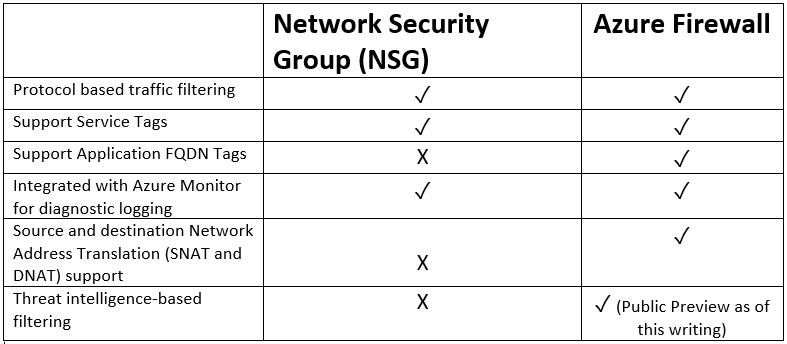 Network Security Azure Firewall
Group (NSG)
Protocol based traffic filtering ✓ ✓
Support Service Tags ✓ ✓
Support Application FQDN Tags X ✓
Integrated with Azure Monitor ✓ ✓
for diagnostic logging
Source and destination Network ✓
Address Translation (SNAT and
DNAT) support X
Threat intelligence-based X ✓ (Public Preview as of
filtering this writing)